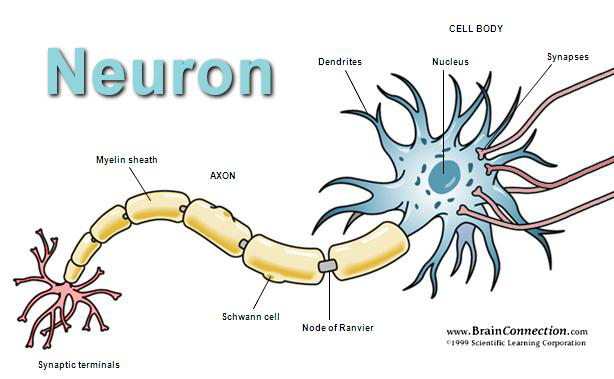 CELL BODY
Neuron
Dendrites
Nucleus
Synapses
Myelin sheath
AXON
Schwann cell
Node of Ranvier
www.BrainConnection.com
©1999 Scientific Learning Corporation
Synaptic terminals